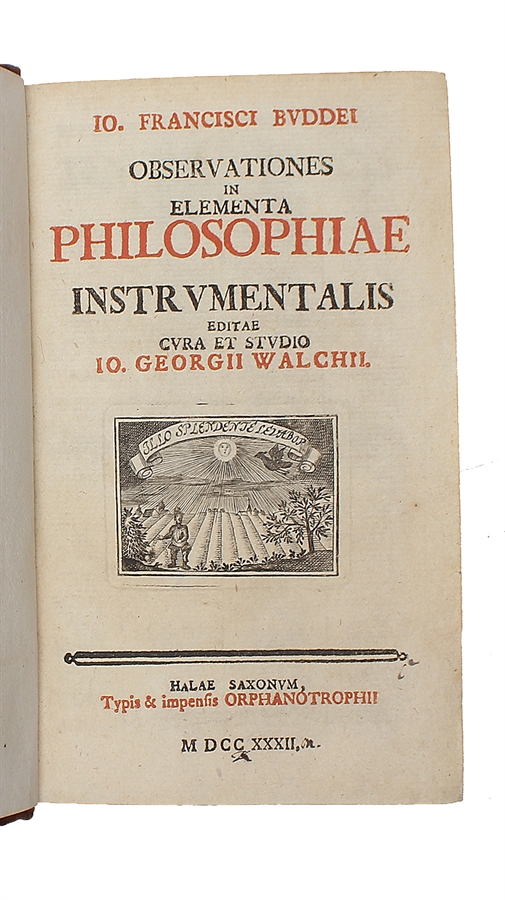 IO. FRANCISCI BVDDEI
OBSERVATIONES
IN
ELEMENTA
PHILOSOPHIAE
INSTRVMENTALIS
EDITAE
CVRA ET STVDIO
IO. GEORGII WALCHII.
ILLO SPLENDENTE LEVABOR
HALAE SAXONVM,
Typis & impensis ORPHANOTROPHII
M DCC XXXII.